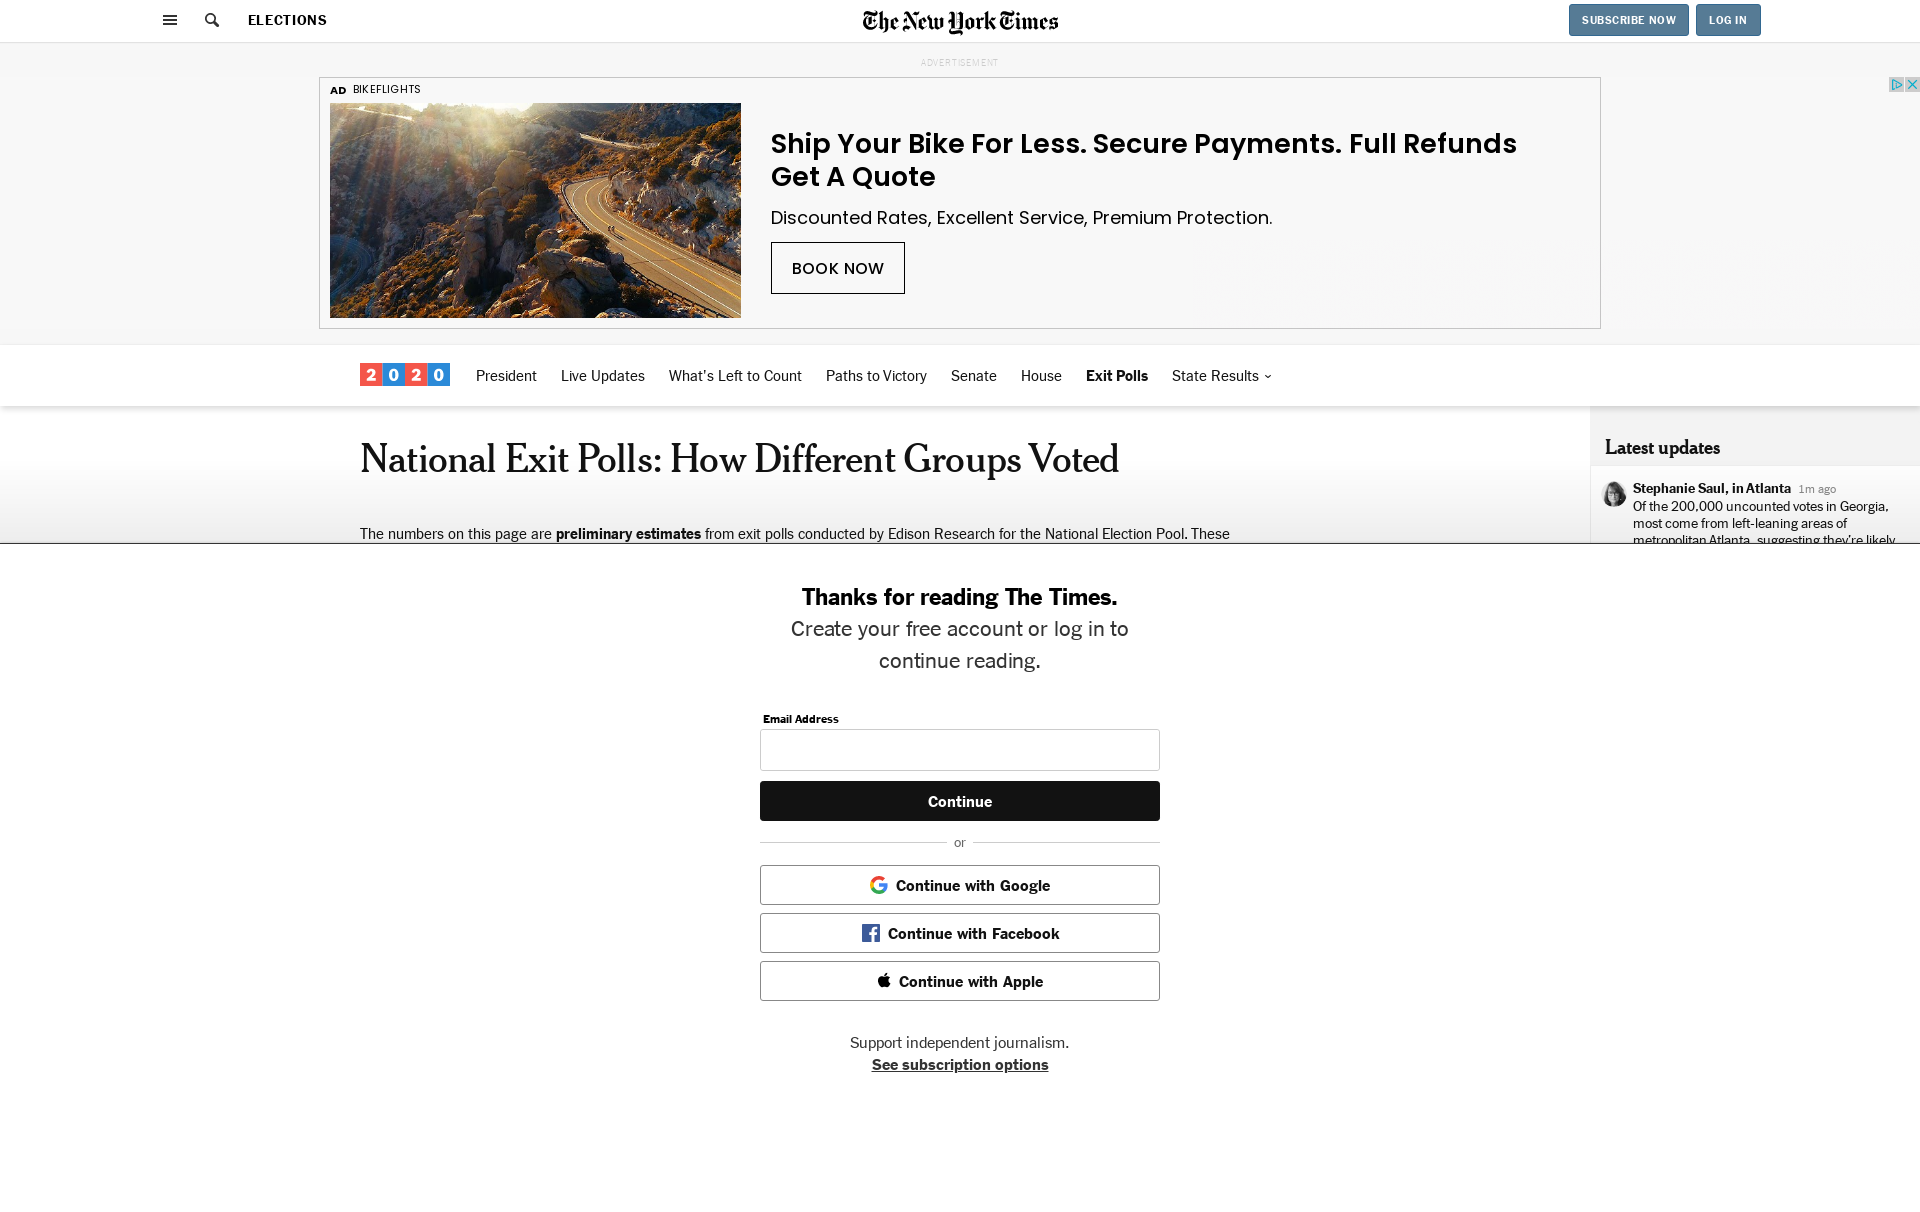 ELECTIONS
The New York Times
SUBSCRIBE NOW
LOG IN
ADVERTISEMENT
AD BIKEFLIGHTS
Ship Your Bike For Less. Secure Payments. Full Refunds
Get A Quote
Discounted Rates, Excellent Service, Premium Protection.
BOOK NOW
2020
President
Live Updates
What's Left to Count
Paths to Victory
Senate
House
Exit Polls
State Results
National Exit Polls: How Different Groups Voted
The numbers on this page are preliminary estimates from exit polls conducted by Edison Research for the National Election Pool. These
Latest updates
Stephanie Saul, in Atlanta 1m ago
Of the 200,000 uncounted votes in Georgia,
most come from left-leaning areas of
metropolitan Atlanta, suggesting they're likely
Thanks for reading The Times.
Create your free account or log in to
continue reading.
Email Address
Continue
or
Continue with Google
Continue with Facebook
Continue with Apple
Support independent journalism.
See subscription options